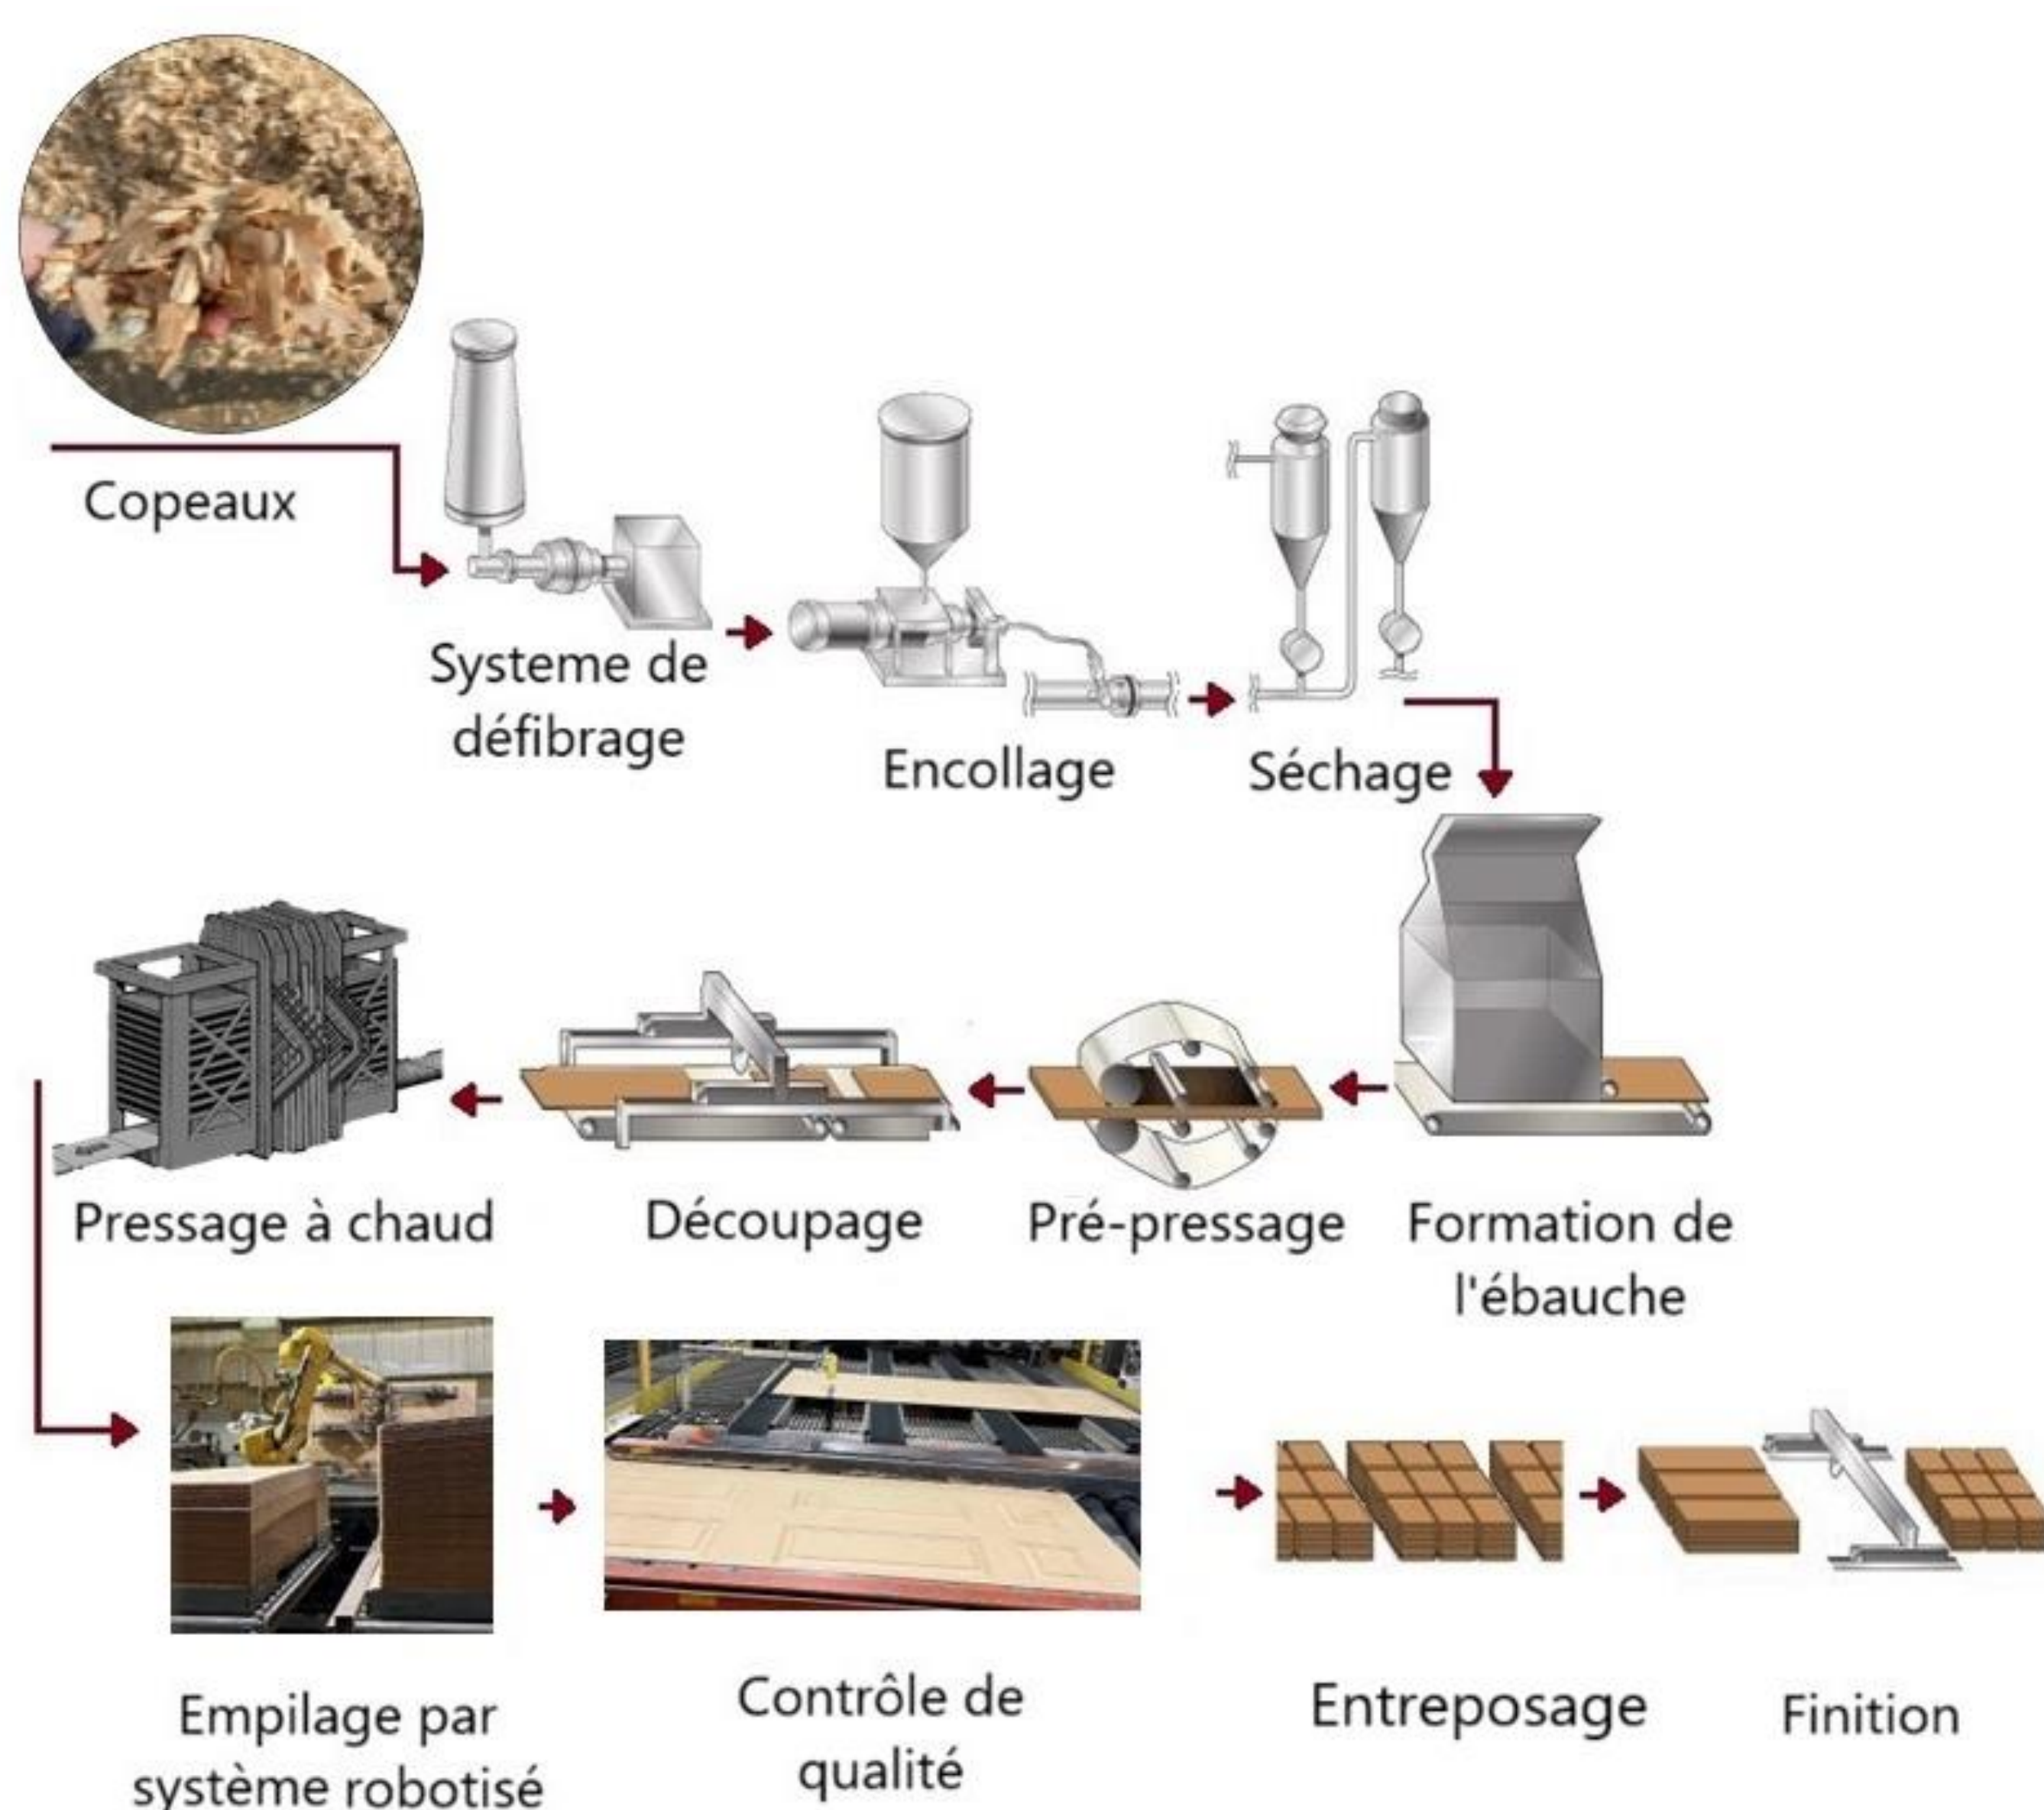 Copeaux
Systeme de
défibrage
Encollage
Séchage
Pressage à chaud
Découpage
Pré-pressage
Formation de
l'ébauche
Empilage par
système robotisé
Contrôle de
qualité
Entreposage
Finition